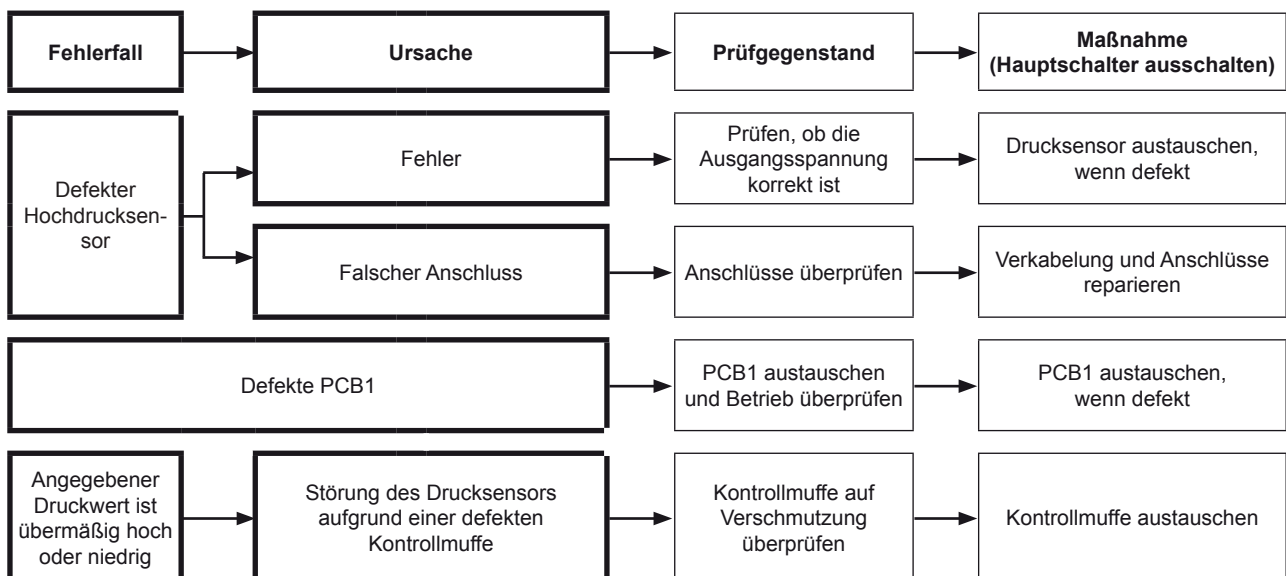 Fehlerfall
Ursache
Prüfgegenstand
Maßnahme
(Hauptschalter ausschalten)
Defekter
Hochdrucksen-
sor
Fehler
Prüfen, ob die
Ausgangsspannung
korrekt ist
Drucksensor austauschen,
wenn defekt
Falscher Anschluss
Anschlüsse überprüfen
Verkabelung und Anschlüsse
reparieren
Defekte PCB1
PCB1 austauschen
und Betrieb überprüfen
PCB1 austauschen,
wenn defekt
Angegebener
Druckwert ist
übermäßig hoch
oder niedrig
Störung des Drucksensors
aufgrund einer defekten
Kontrollmuffe
Kontrollmuffe auf
Verschmutzung
überprüfen
Kontrollmuffe austauschen